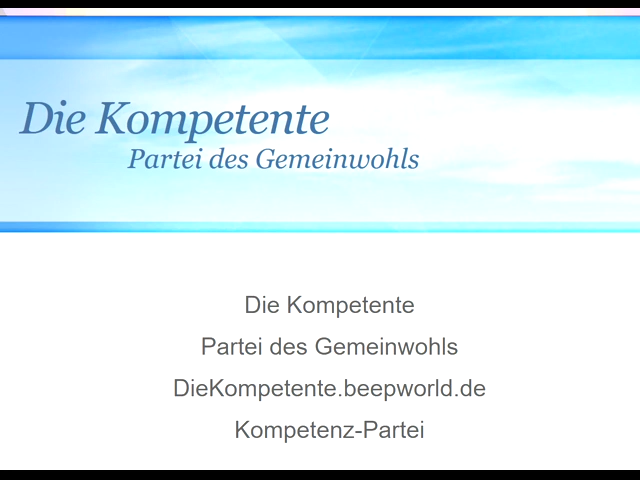 Die Kompetente
Partei des Gemeinwohls
Die Kompetente
Partei des Gemeinwohls
DieKompetente.beepworld.de
Kompetenz-Partei